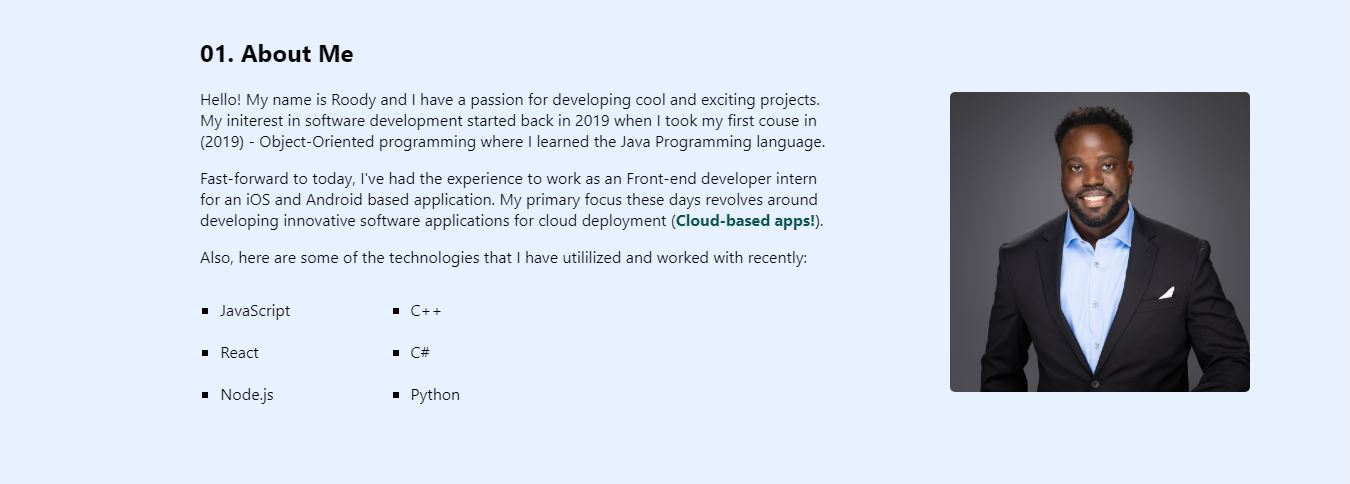 01. About Me
Hello! My name is Roody and I have a passion for developing cool and exciting projects.
My initerest in software development started back in 2019 when I took my first couse in
(2019) - Object-Oriented programming where I learned the Java Programming language.
Fast-forward to today, I've had the experience to work as an Front-end developer intern
for an iOS and Android based application. My primary focus these days revolves around
developing innovative software applications for cloud deployment (Cloud-based apps!).
Also, here are some of the technologies that I have utililized and worked with recently:
JavaScript
C++
React
C#
Node.js
Python